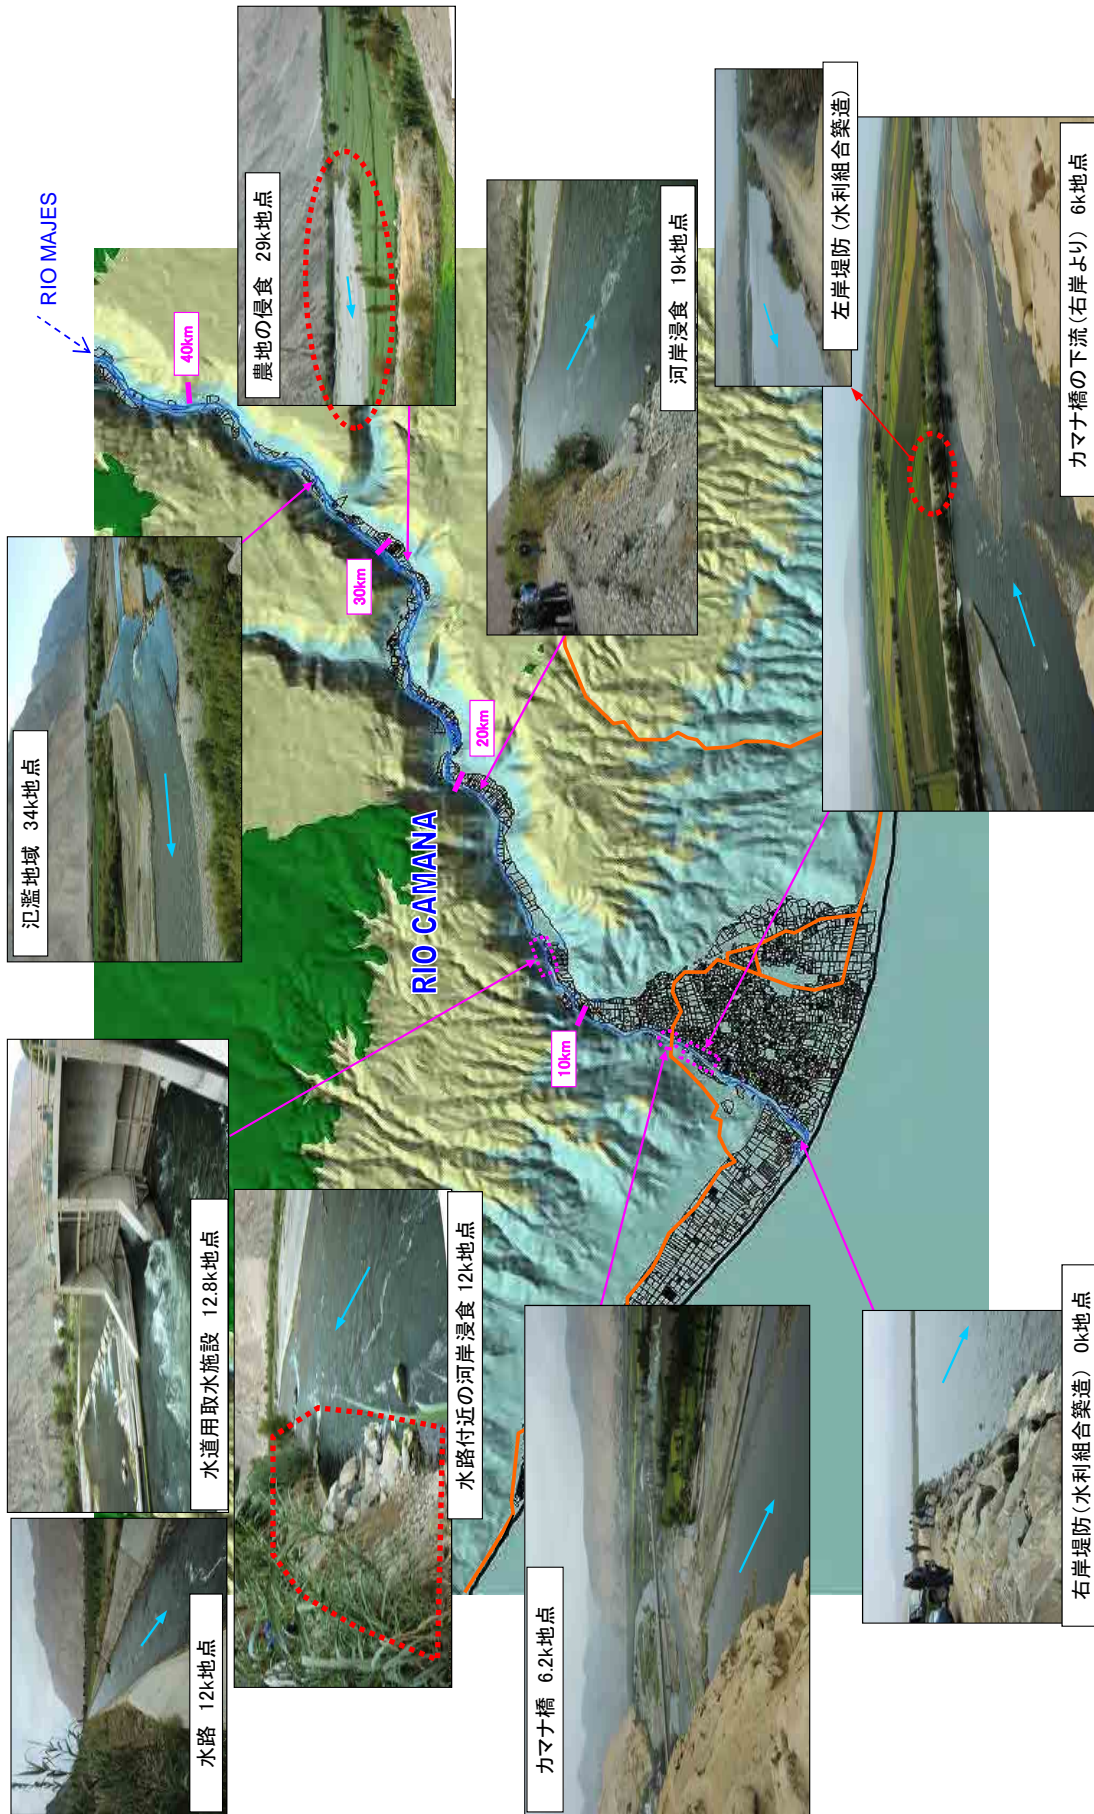 水路 12k地点
水道用取水施設 12.8k地点
氾濫地域 34k地点
RIO MAJES
農地の侵食 29k地点
40km
30km
20km
10km
RIO CAMANA
水路付近の河岸浸食 12k地点
河岸浸食 19k地点
左岸堤防(水利組合築造)
カマナ橋 6.2k地点
カマナ橋の下流(右岸より) 6k地点
右岸堤防(水利組合築造) 0k地点